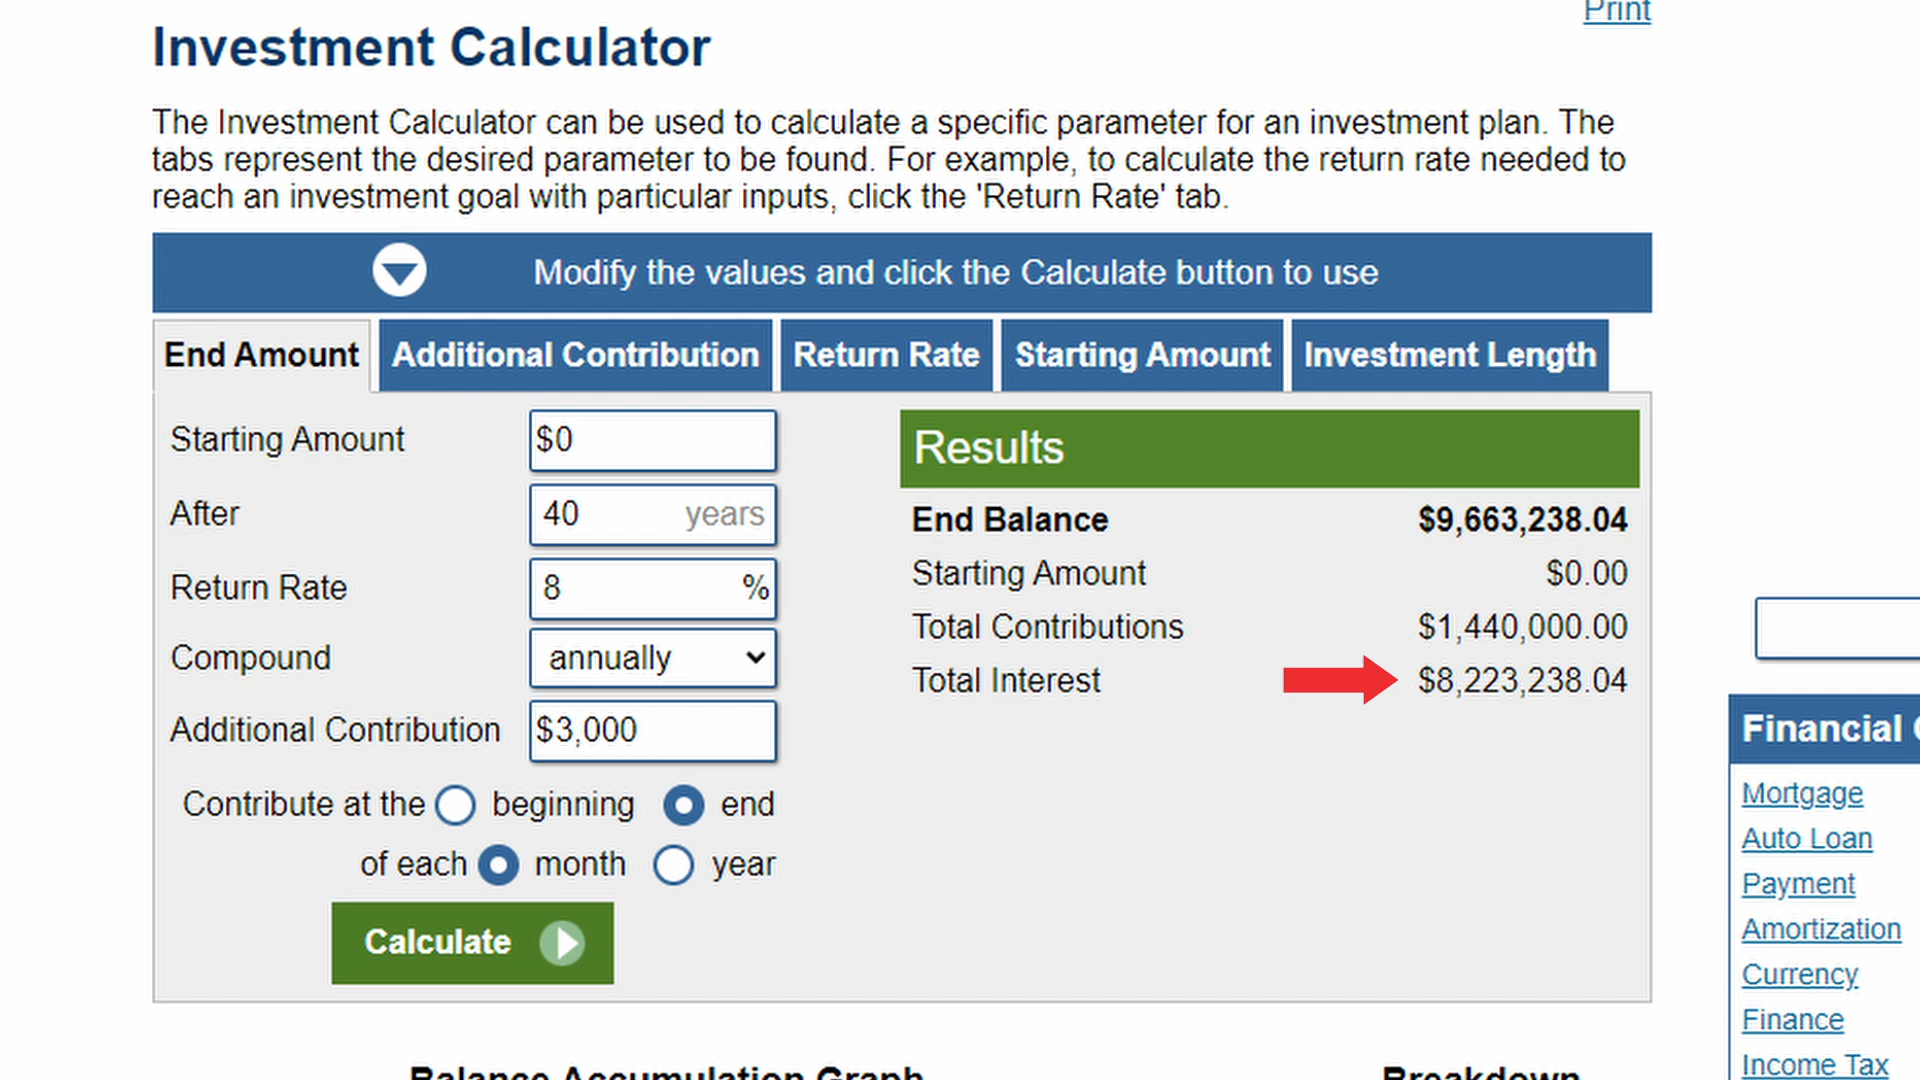 Print
Investment Calculator
The Investment Calculator can be used to calculate a specific parameter for an investment plan. The
tabs represent the desired parameter to be found. For example, to calculate the return rate needed to
reach an investment goal with particular inputs, click the 'Return Rate' tab.
Modify the values and click the Calculate button to use
End Amount
Additional Contribution
Return Rate
Starting Amount
Investment Length
Starting Amount $0
After 40 years
Return Rate 8 %
Compound annually
Additional Contribution $3,000
Contribute at the beginning end
of each month year
Calculate
Results
End Balance $9,663,238.04
Starting Amount $0.00
Total Contributions $1,440,000.00
Total Interest $8,223,238.04
Financial
Mortgage
Auto Loan
Payment
Amortization
Currency
Finance
Income Tax
Balance Accumulation Graph
Breakdown